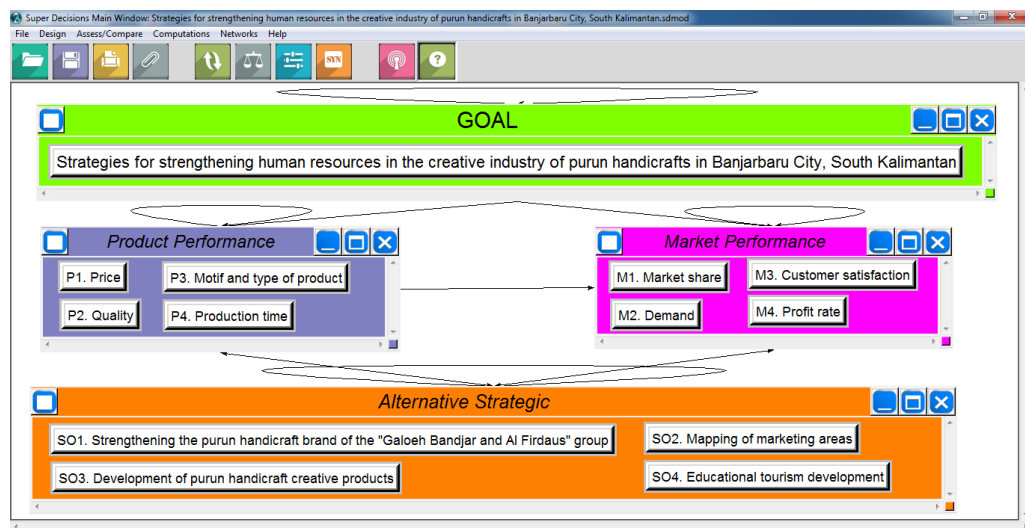 Super Decisions Main Window: Strategies for strengthening human resources in the creative industry of purun handicrafts in Banjarbaru City, South Kalimantan.sdmod
File Design Assess/Compare Computations Networks Help
SYN
?
GOAL
Strategies for strengthening human resources in the creative industry of purun handicrafts in Banjarbaru City, South Kalimantan
Product Performance
P1. Price
P3. Motif and type of product
P2. Quality
P4. Production time
Market Performance
M1. Market share
M3. Customer satisfaction
M2. Demand
M4. Profit rate
Alternative Strategic
SO1. Strengthening the purun handicraft brand of the "Galoeh Bandjar and Al Firdaus" group
SO2. Mapping of marketing areas
SO3. Development of purun handicraft creative products
SO4. Educational tourism development